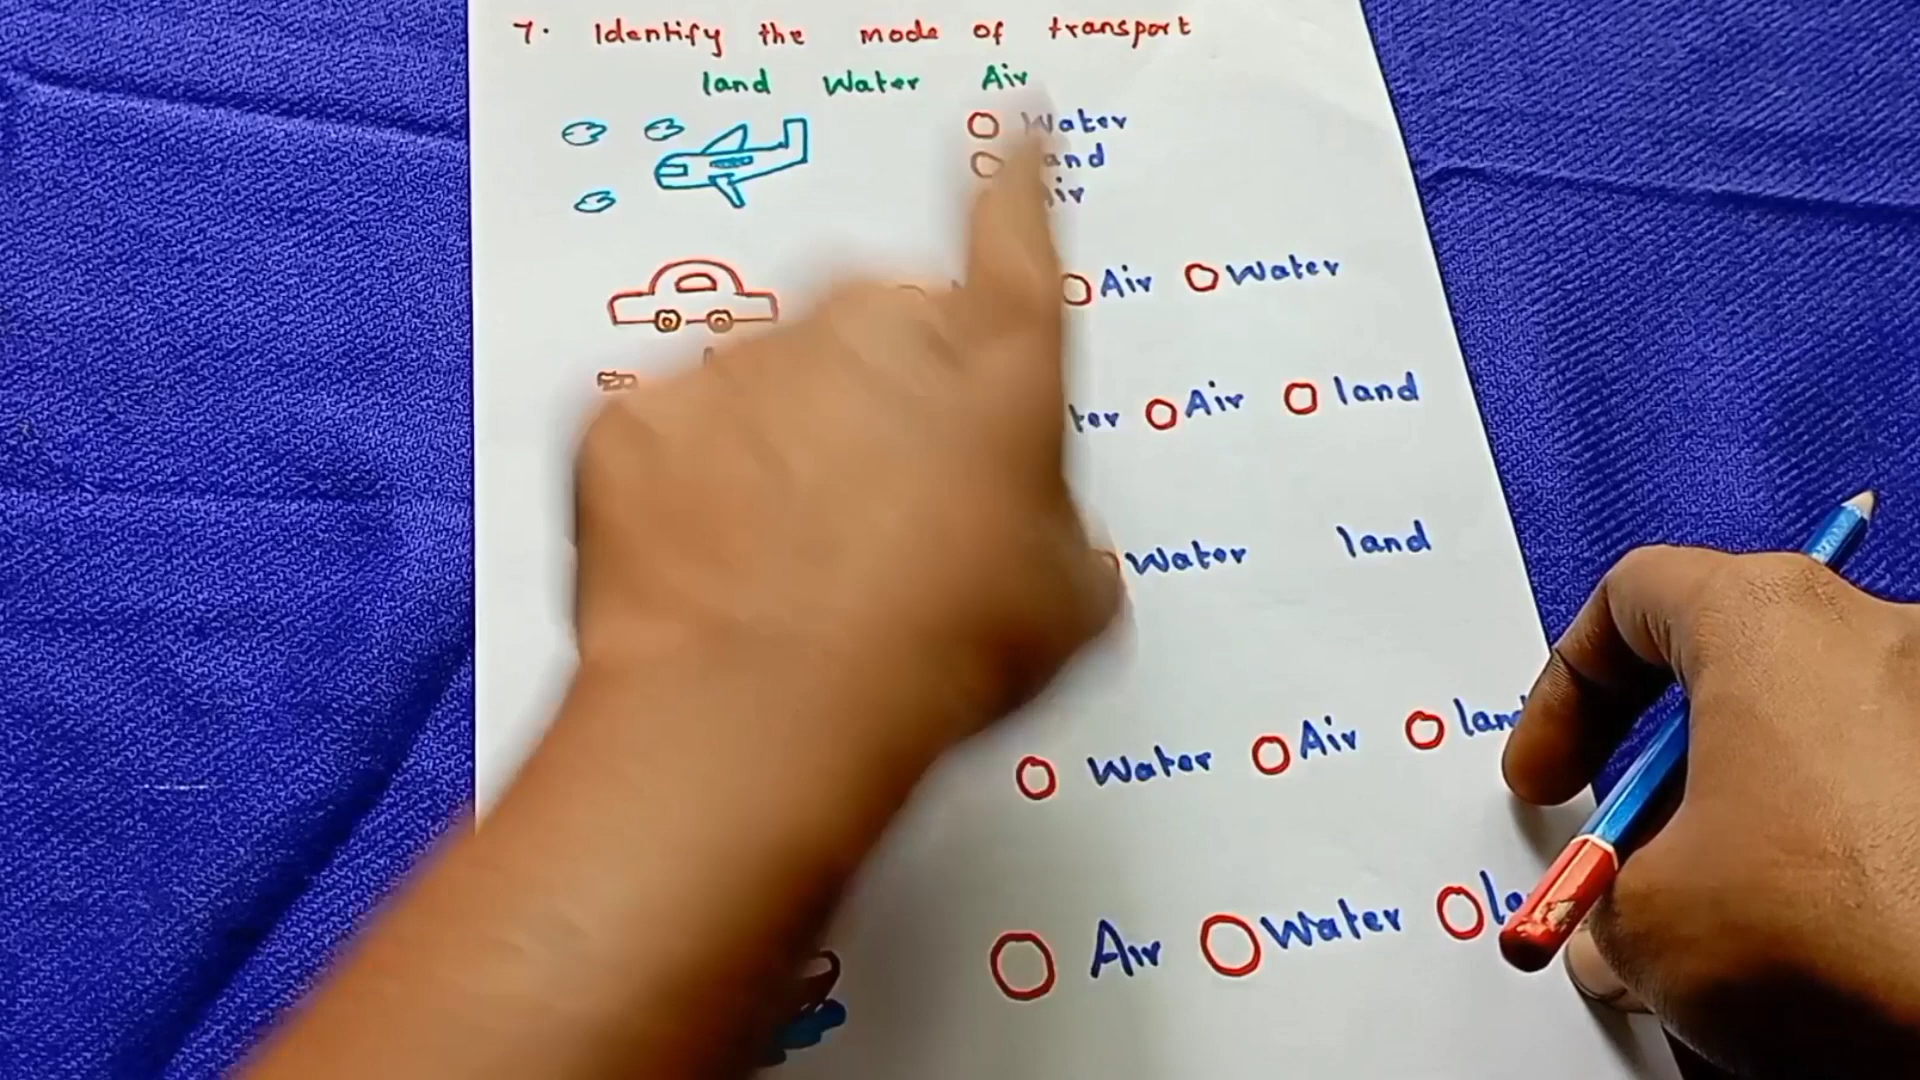 7. Identify the mode of transport
land Water Air
Water
Air Water
Air land
Water land
Water Air land
Air Water